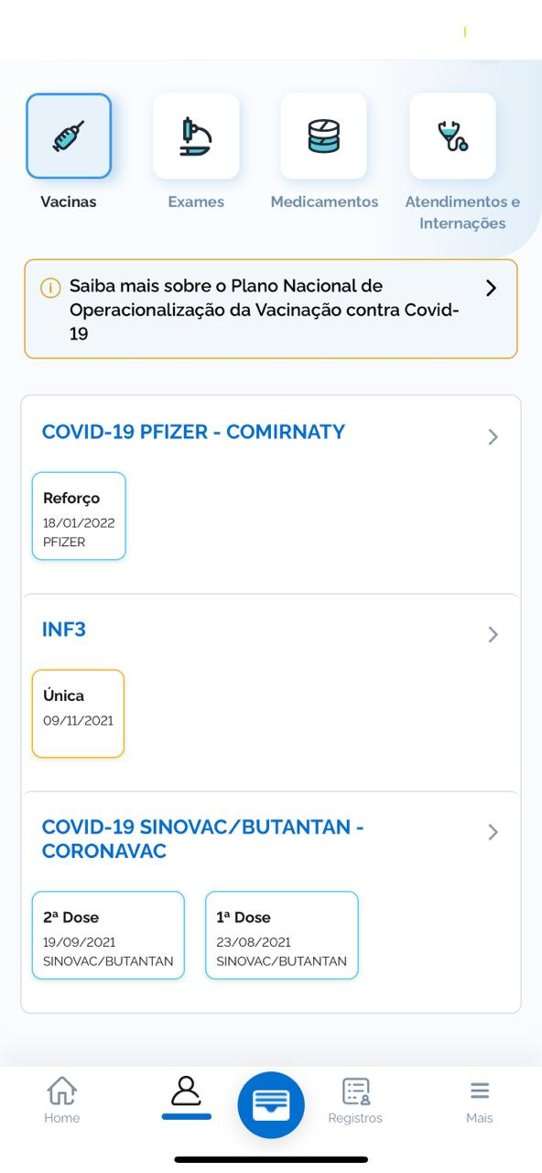 Vacinas
Exames
Medicamentos
Atendimentos e
Internações
Saiba mais sobre o Plano Nacional de
Operacionalização da Vacinação contra Covid-
19
COVID-19 PFIZER - COMIRNATY
Reforço
18/01/2022
PFIZER
INF3
Única
09/11/2021
COVID-19 SINOVAC/BUTANTAN -
CORONAVAC
2ª Dose
19/09/2021
SINOVAC/BUTANTAN
1ª Dose
23/08/2021
SINOVAC/BUTANTAN
Home
Registros
Mais